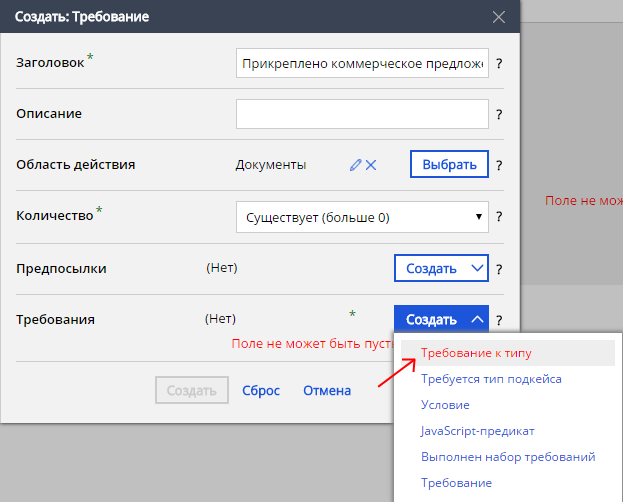 Создать: Требование
Заголовок * Прикреплено коммерческое предлож ?
Описание ?
Область действия Документы Выбрать ?
Поле не мож
Количество * Существует (больше 0) ?
Предпосылки (Нет) Создать ?
Требования (Нет) * Создать ?
Поле не может быть пусть
Требование к типу
Требуется тип подкейса
Создать Сброс Отмена
Условие
JavaScript-предикат
Выполнен набор требований
Требование